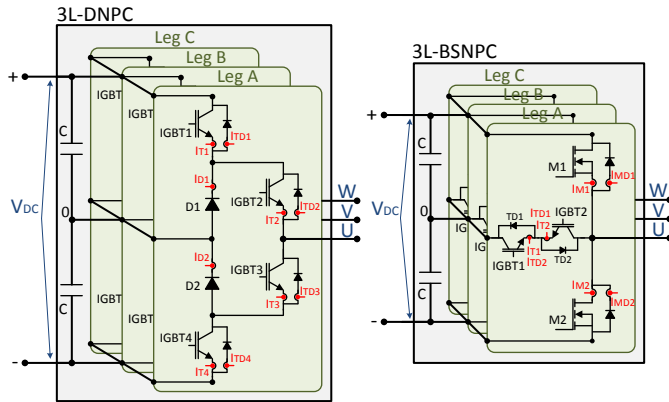 3L-DNPC
Leg C
Leg B
Leg A
+
C
0
C
-
VDC
IGBT
IGBT
IGBT1
ITD1
IT1
ID1
D1
IGBT2
ITD2
IT2
W
V
U
ID2
D2
IGBT3
ITD3
IT3
IGBT
IGBT
IGBT4
ITD4
IT4
3L-BSNPC
Leg C
Leg B
Leg A
+
C
0
C
-
VDC
M1
IM1
IMD1
W
V
U
IG
IG
TD1
ITD1
IT2
IGBT2
IGBT1
IT1
ITD2
TD2
IM2
IMD2
M2